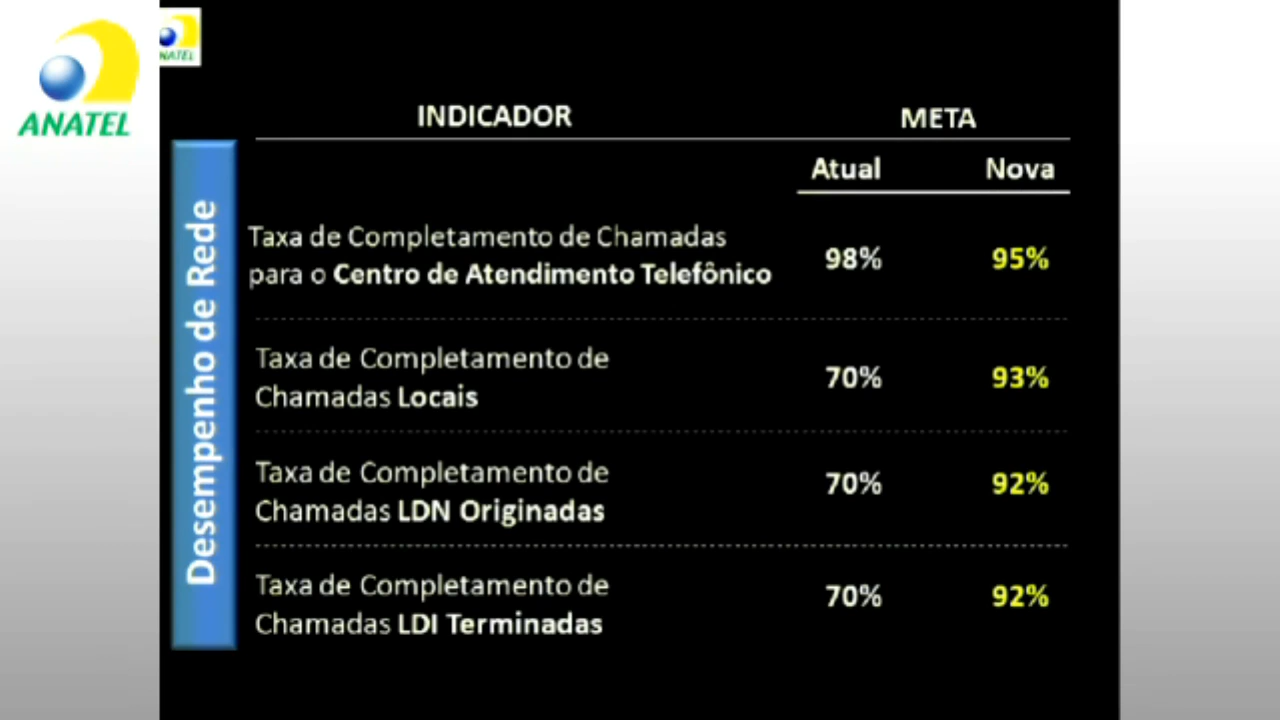 ANATEL
ANATEL
INDICADOR
META
Atual
Nova
Desempenho de Rede
Taxa de Completamento de Chamadas
para o Centro de Atendimento Telefônico
98%
95%
Taxa de Completamento de
Chamadas Locais
70%
93%
Taxa de Completamento de
Chamadas LDN Originadas
70%
92%
Taxa de Completamento de
Chamadas LDI Terminadas
70%
92%